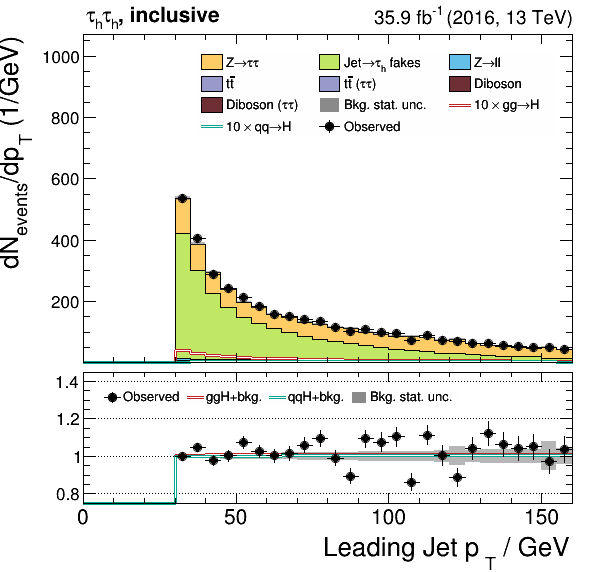 τₕτₕ, inclusive 35.9 fb⁻¹ (2016, 13 TeV)
dN_events/dp_T (1/GeV)
1000
800
600
400
200
Z→ττ Jet→τₕ fakes Z→ll
tt̄ tt̄ (ττ) Diboson
Diboson (ττ) Bkg. stat. unc. 10 × gg→H
10 × qq→H Observed
1.4
1.2
1
0.8
Observed ggH+bkg. qqH+bkg. Bkg. stat. unc.
0 50 100 150
Leading Jet p_T / GeV